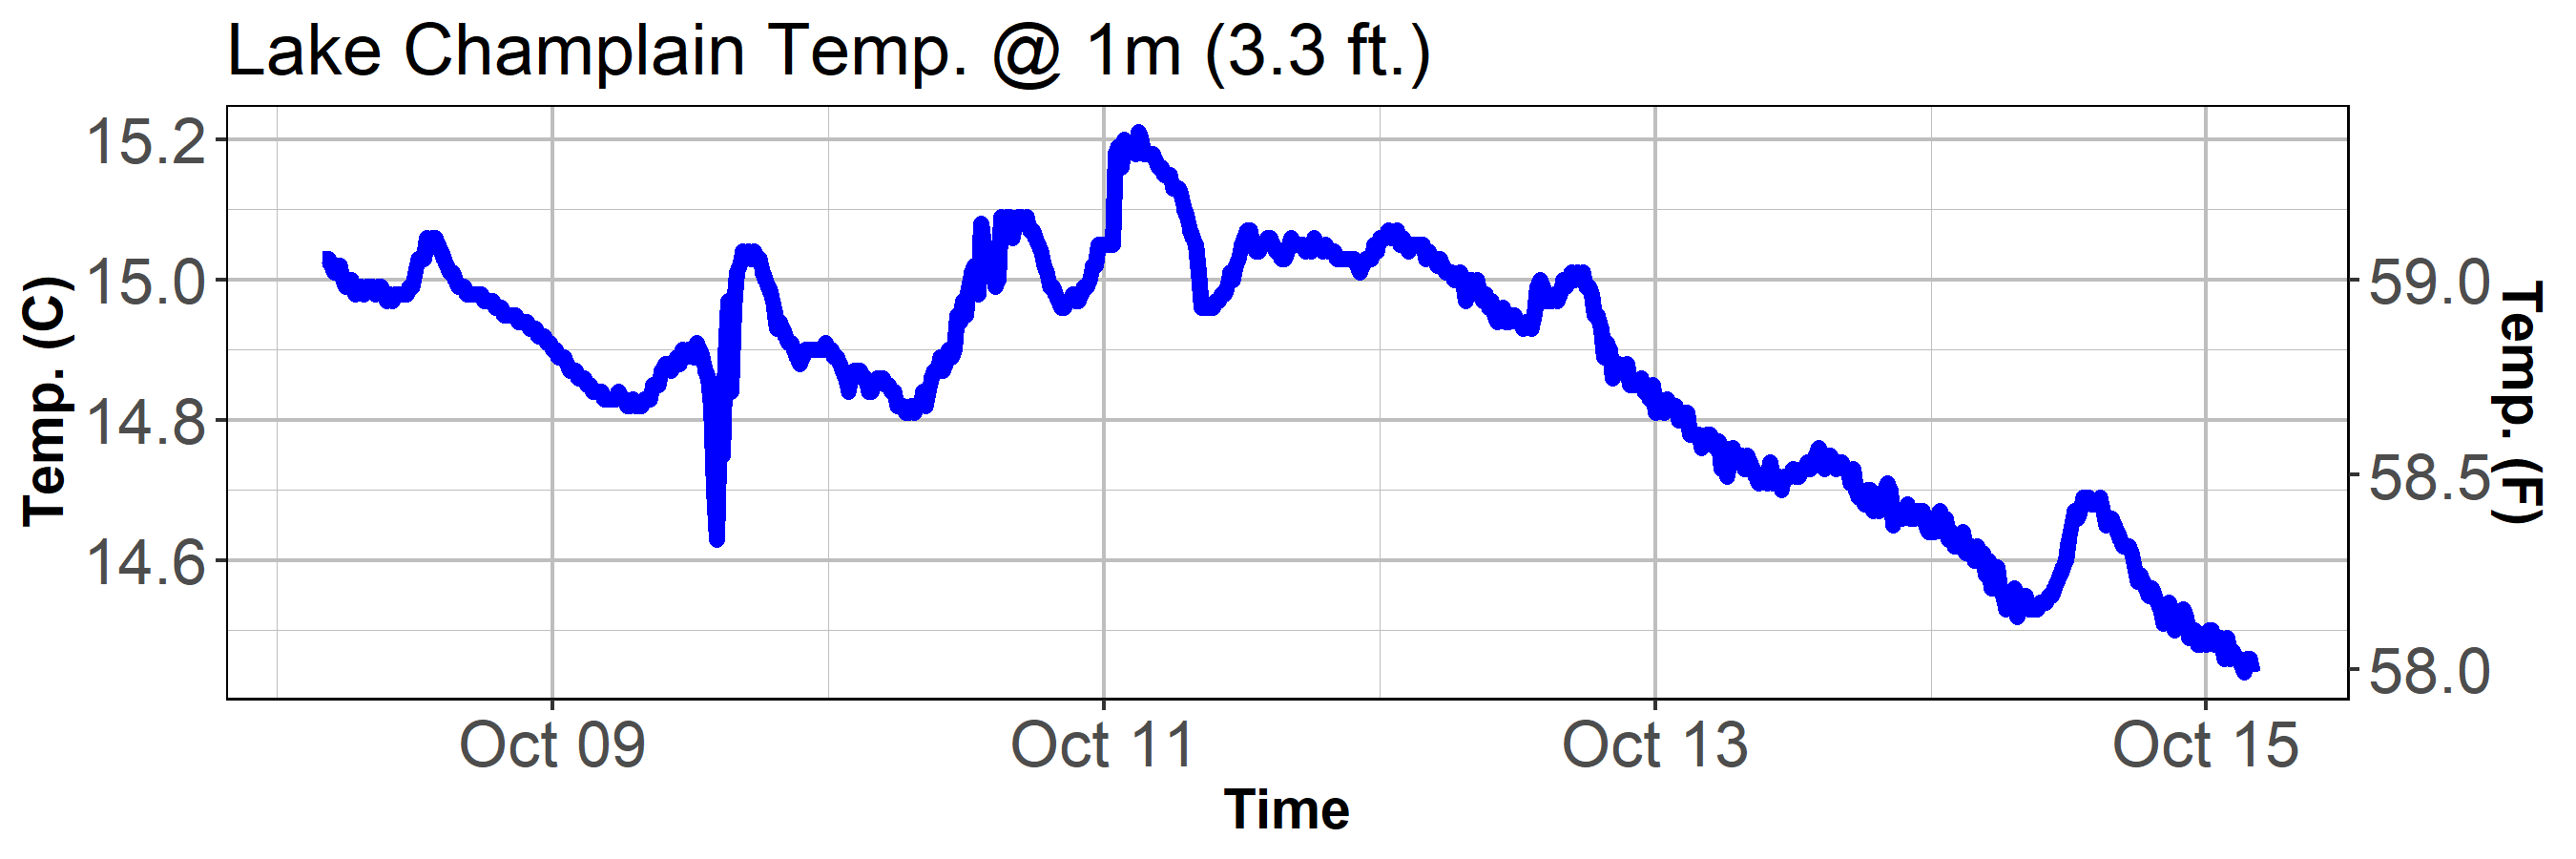 Lake Champlain Temp. @ 1m (3.3 ft.)
15.2
15.0
14.8
14.6
Temp. (C)
59.0
58.5
58.0
Temp. (F)
Oct 09
Oct 11
Oct 13
Oct 15
Time